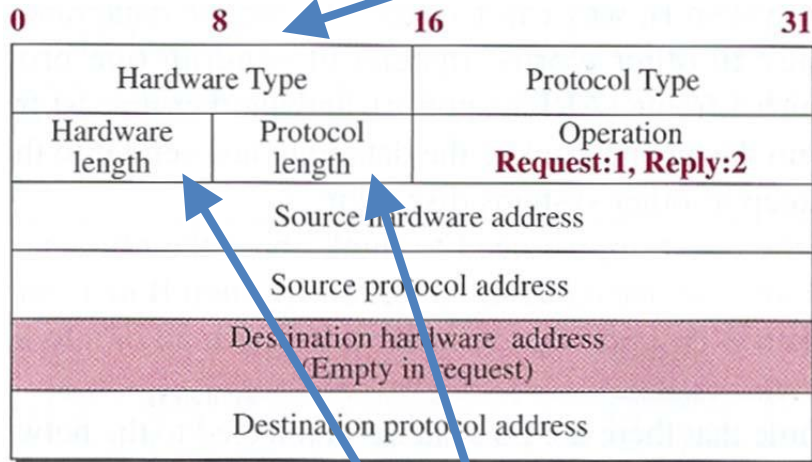 0 8 16 31
Hardware Type Protocol Type
Hardware length Protocol length Operation
Request:1, Reply:2
Source hardware address
Source protocol address
Destination hardware address
(Empty in request)
Destination protocol address